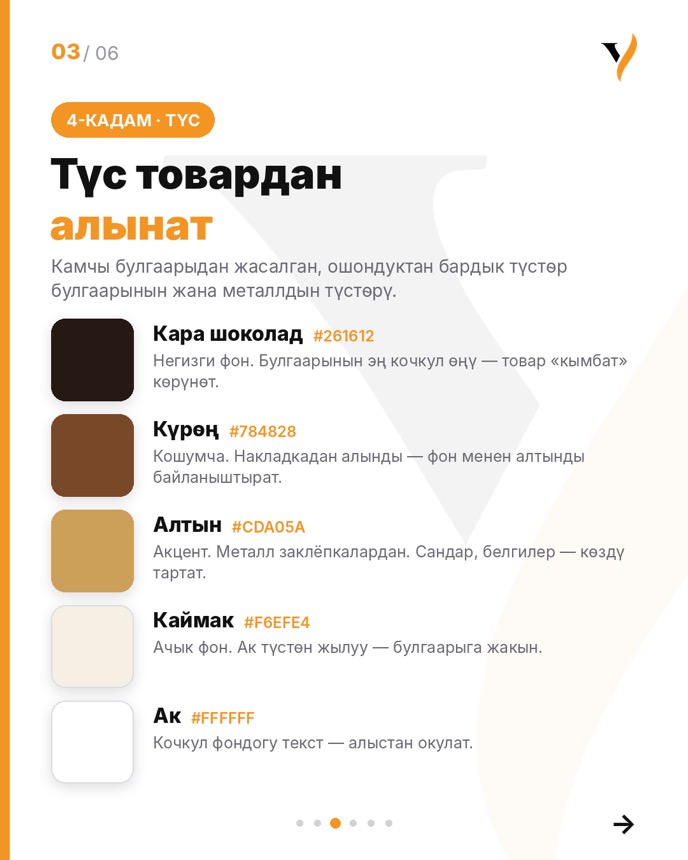 03 / 06
4-КАДАМ · ТҮС
Түс товардан
алынат
Камчы булгаарыдан жасалган, ошондуктан бардык түстөр
булгаарынын жана металлдын түстөрү.
Кара шоколад #261612
Негизги фон. Булгаарынын эң кочкул өңү — товар «кымбат»
көрүнөт.
Күрөң #784828
Кошумча. Накладкадан алынды — фон менен алтынды
байланыштырат.
Алтын #CDA05A
Акцент. Металл заклёпкалардан. Сандар, белгилер — көздү
тартат.
Каймак #F6EFE4
Ачык фон. Ак түстөн жылуу — булгаарыга жакын.
Ак #FFFFFF
Кочкул фондогу текст — алыстан окулат.